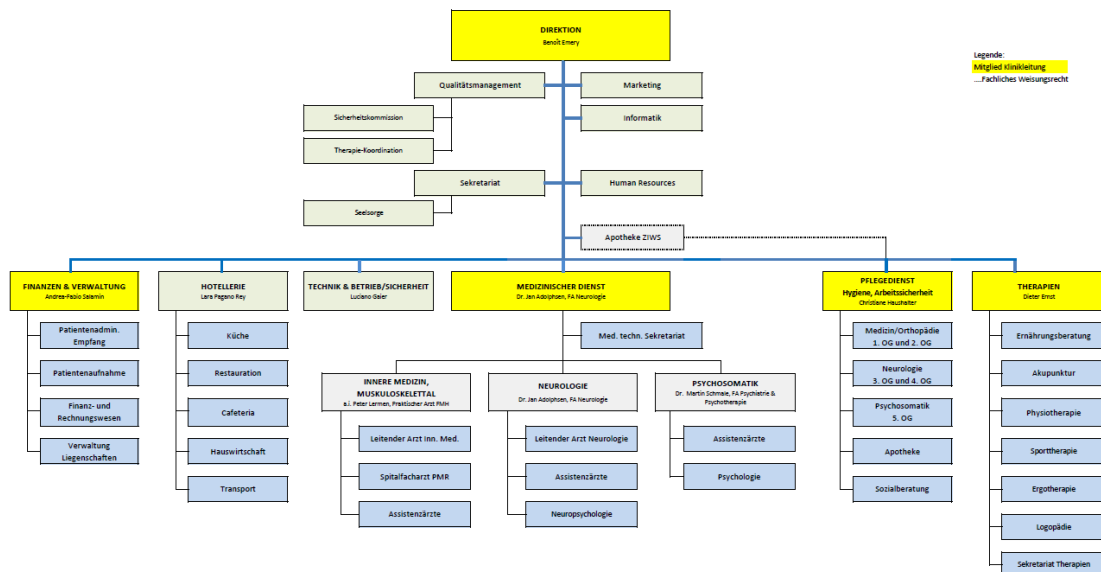 DIREKTION
Benoît Emery
Legende:
Mitglied Klinikleitung
....Fachliches Weisungsrecht
Qualitätsmanagement
Marketing
Sicherheitskommission
Informatik
Therapie-Koordination
Sekretariat
Human Resources
Seelsorge
Apotheke ZIWS
FINANZEN & VERWALTUNG
Andrea-Fabio Salamin
HOTELLERIE
Lara Pagano Rey
TECHNIK & BETRIEB/SICHERHEIT
Luciano Gaier
MEDIZINISCHER DIENST
Dr. Jan Adolphsen, FA Neurologie
PFLEGEDIENST
Hygiene, Arbeitssicherheit
Christiane Haushalter
THERAPIEN
Dieter Ernst
Patientenadmin.
Empfang
Patientenaufnahme
Finanz- und
Rechnungswesen
Verwaltung
Liegenschaften
Küche
Restauration
Cafeteria
Hauswirtschaft
Transport
Med. techn. Sekretariat
INNERE MEDIZIN,
MUSKULOSKELETTAL
a.i. Peter Lermen, Praktischer Arzt FMH
Leitender Arzt Inn. Med.
Spitalfacharzt PMR
Assistenzärzte
NEUROLOGIE
Dr. Jan Adolphsen, FA Neurologie
Leitender Arzt Neurologie
Assistenzärzte
Neuropsychologie
PSYCHOSOMATIK
Dr. Martin Schmale, FA Psychiatrie &
Psychotherapie
Assistenzärzte
Psychologie
Medizin/Orthopädie
1. OG und 2. OG
Neurologie
3. OG und 4. OG
Psychosomatik
5. OG
Apotheke
Sozialberatung
Ernährungsberatung
Akupunktur
Physiotherapie
Sporttherapie
Ergotherapie
Logopädie
Sekretariat Therapien